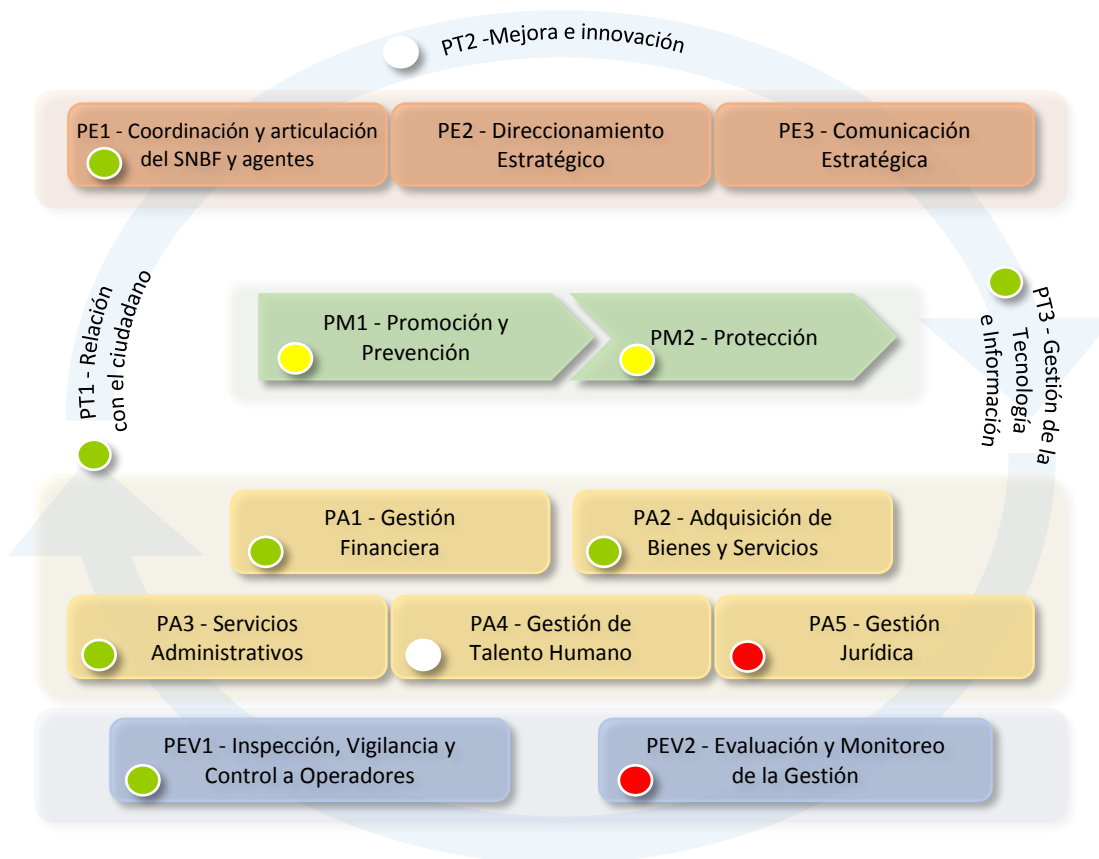 PT2 -Mejora e innovación
PE1 - Coordinación y articulación
del SNBF y agentes
PE2 - Direccionamiento
Estratégico
PE3 - Comunicación
Estratégica
PT1 - Relación
con el ciudadano
PM1 - Promoción y
Prevención
PM2 - Protección
PT3 - Gestión de la
Tecnología
e Información
PA1 - Gestión
Financiera
PA2 - Adquisición de
Bienes y Servicios
PA3 - Servicios
Administrativos
PA4 - Gestión de
Talento Humano
PA5 - Gestión
Jurídica
PEV1 - Inspección, Vigilancia y
Control a Operadores
PEV2 - Evaluación y Monitoreo
de la Gestión